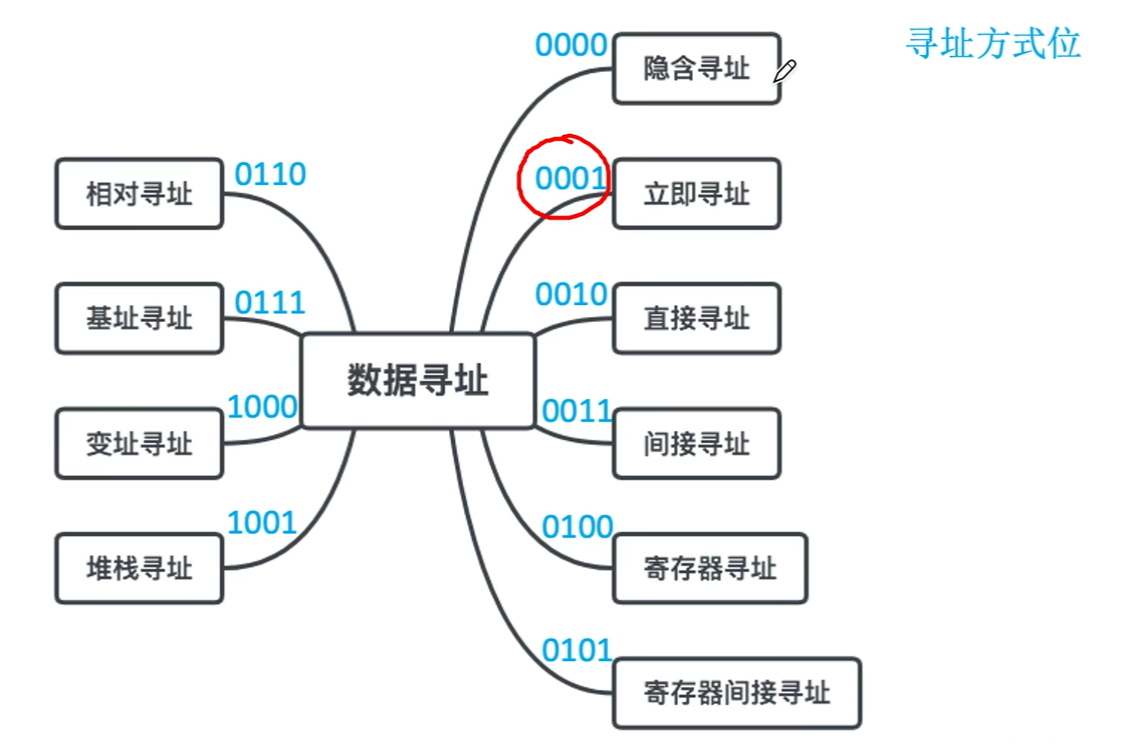 寻址方式位
0000
隐含寻址
0001
立即寻址
0010
直接寻址
0011
间接寻址
0100
寄存器寻址
0101
寄存器间接寻址
数据寻址
0110
相对寻址
0111
基址寻址
1000
变址寻址
1001
堆栈寻址